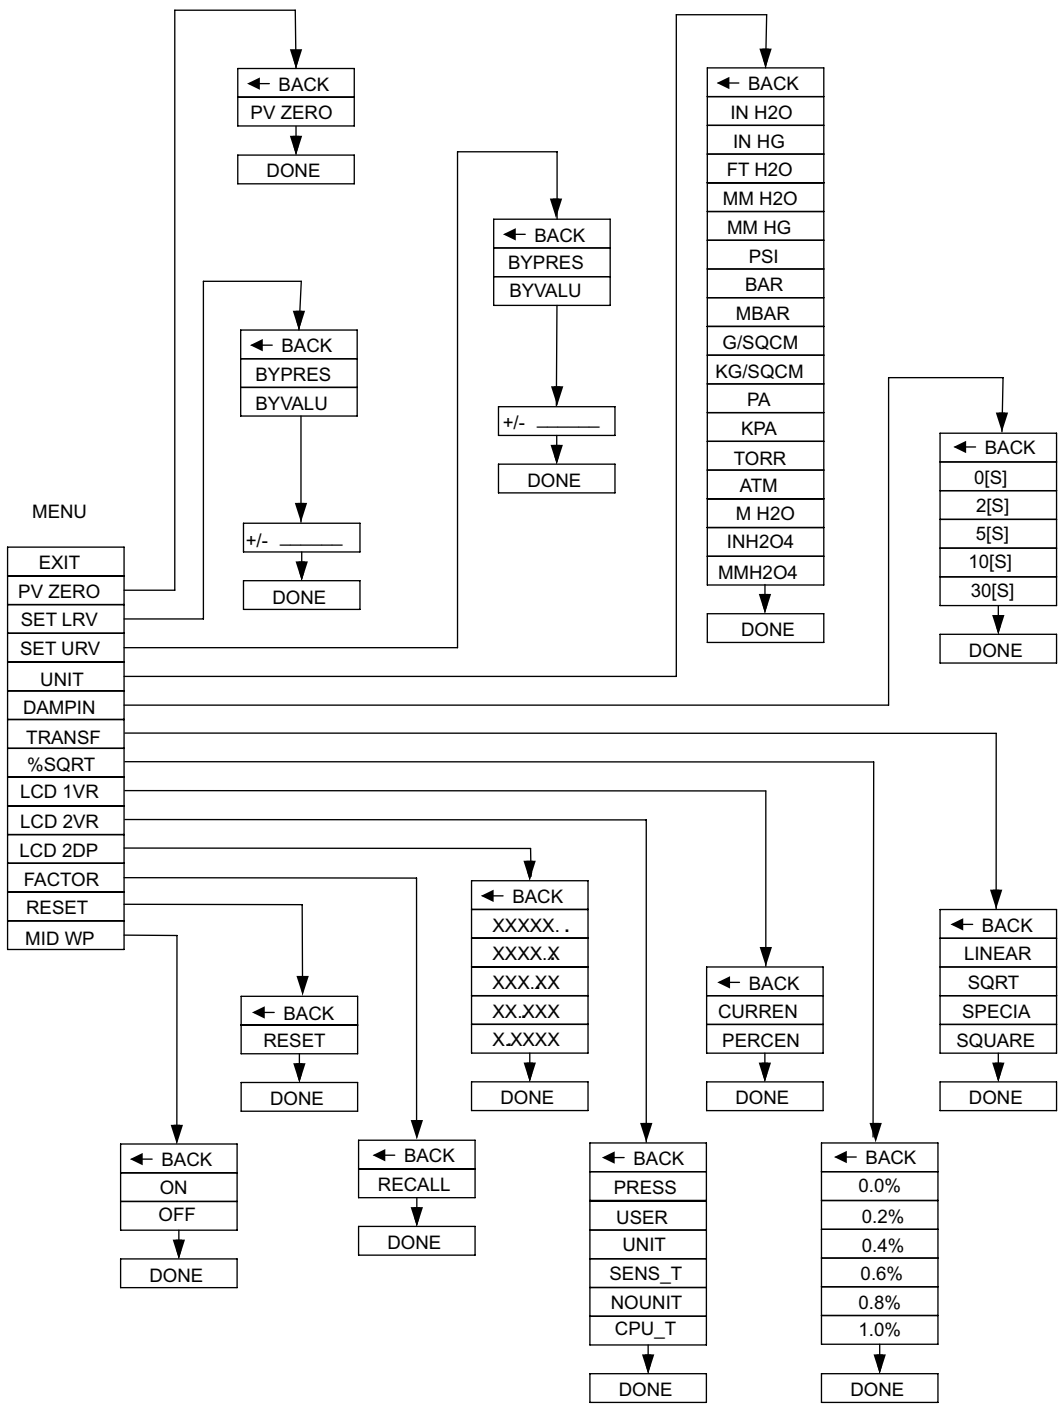 ← BACK
PV ZERO
DONE
← BACK
IN H2O
IN HG
FT H2O
MM H2O
MM HG
PSI
BAR
MBAR
G/SQCM
KG/SQCM
PA
KPA
TORR
ATM
M H2O
INH2O4
MMH2O4
DONE
← BACK
BYPRES
BYVALU
+/- ______
DONE
← BACK
BYPRES
BYVALU
+/- ______
DONE
← BACK
0[S]
2[S]
5[S]
10[S]
30[S]
DONE
MENU
EXIT
PV ZERO
SET LRV
SET URV
UNIT
DAMPIN
TRANSF
%SQRT
LCD 1VR
LCD 2VR
LCD 2DP
FACTOR
RESET
MID WP
← BACK
XXXXX. .
XXXX.X
XXX.XX
XX.XXX
X.XXXX
DONE
← BACK
LINEAR
SQRT
SPECIA
SQUARE
DONE
← BACK
CURREN
PERCEN
DONE
← BACK
RESET
DONE
← BACK
ON
OFF
DONE
← BACK
RECALL
DONE
← BACK
PRESS
USER
UNIT
SENS_T
NOUNIT
CPU_T
DONE
← BACK
0.0%
0.2%
0.4%
0.6%
0.8%
1.0%
DONE